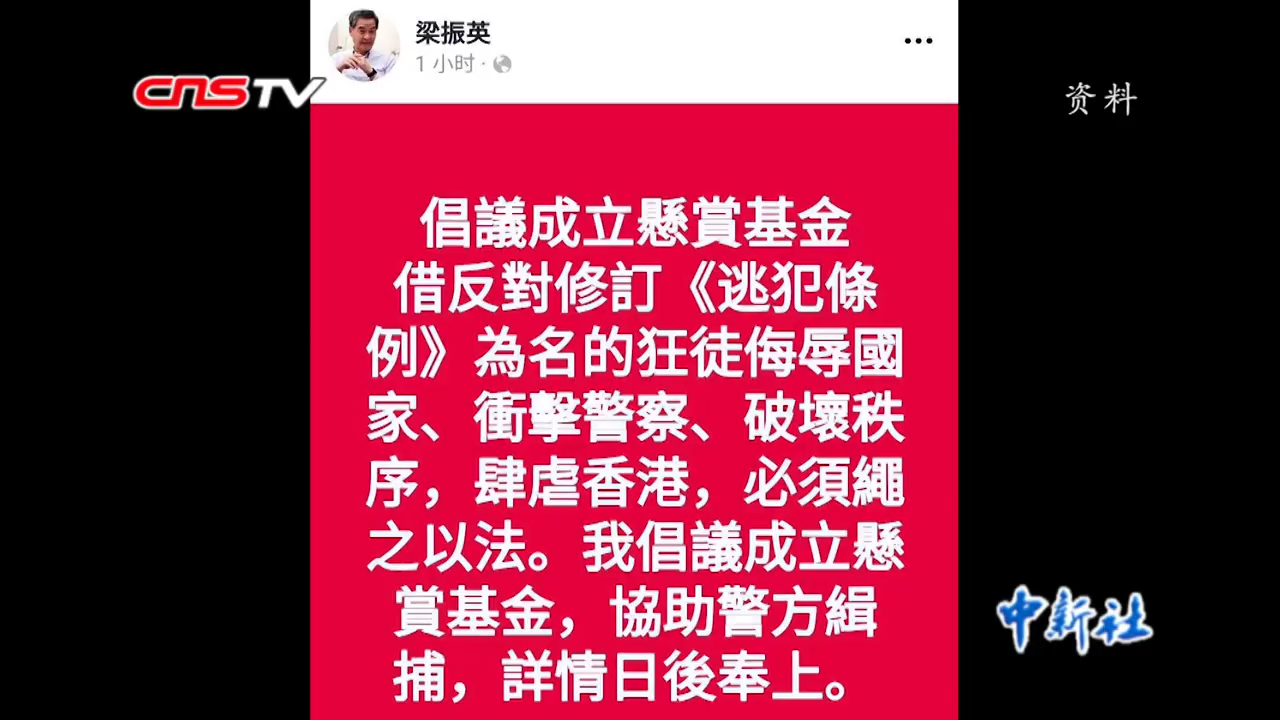 梁振英
1 小时 ·
CNSTV
资料
倡議成立懸賞基金
借反對修訂《逃犯條
例》為名的狂徒侮辱國
家、衝擊警察、破壞秩
序，肆虐香港，必須繩
之以法。我倡議成立懸
賞基金，協助警方緝
捕，詳情日後奉上。
中新社